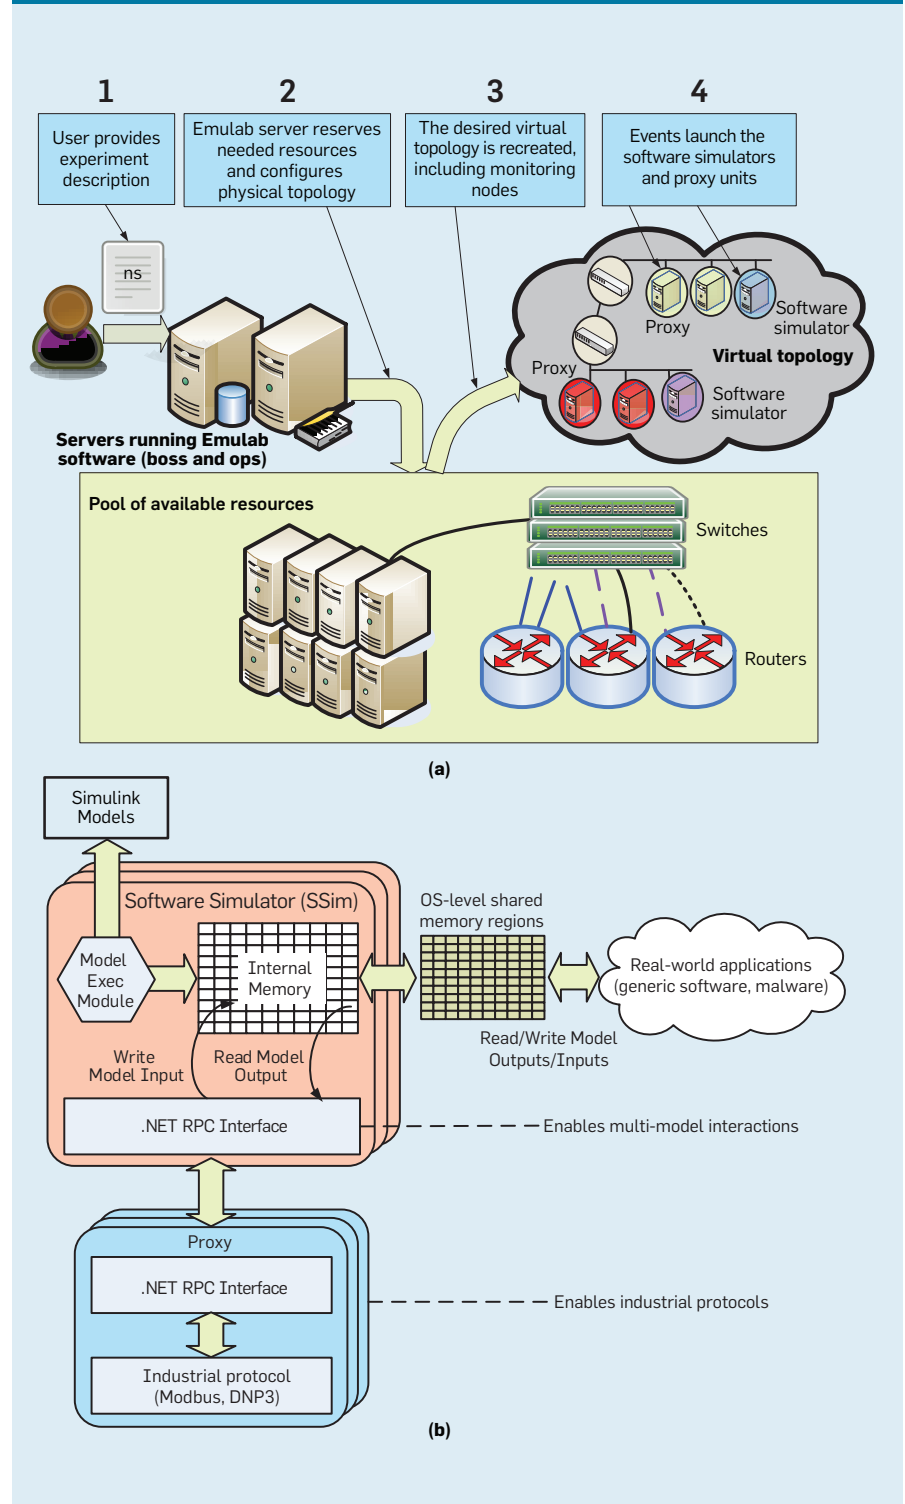 1
User provides
experiment
description
2
Emulab server reserves
needed resources
and configures
physical topology
3
The desired virtual
topology is recreated,
including monitoring
nodes
4
Events launch the
software simulators
and proxy units
ns
Proxy
Software
simulator
Virtual topology
Proxy
Software
simulator
Servers running Emulab
software (boss and ops)
Pool of available resources
Switches
Routers
(a)
Simulink
Models
Software Simulator (SSim)
Model
Exec
Module
Internal
Memory
OS-level shared
memory regions
Real-world applications
(generic software, malware)
Read/Write Model
Outputs/Inputs
Write
Model Input
Read Model
Output
.NET RPC Interface
Enables multi-model interactions
Proxy
.NET RPC Interface
Enables industrial protocols
Industrial protocol
(Modbus, DNP3)
(b)